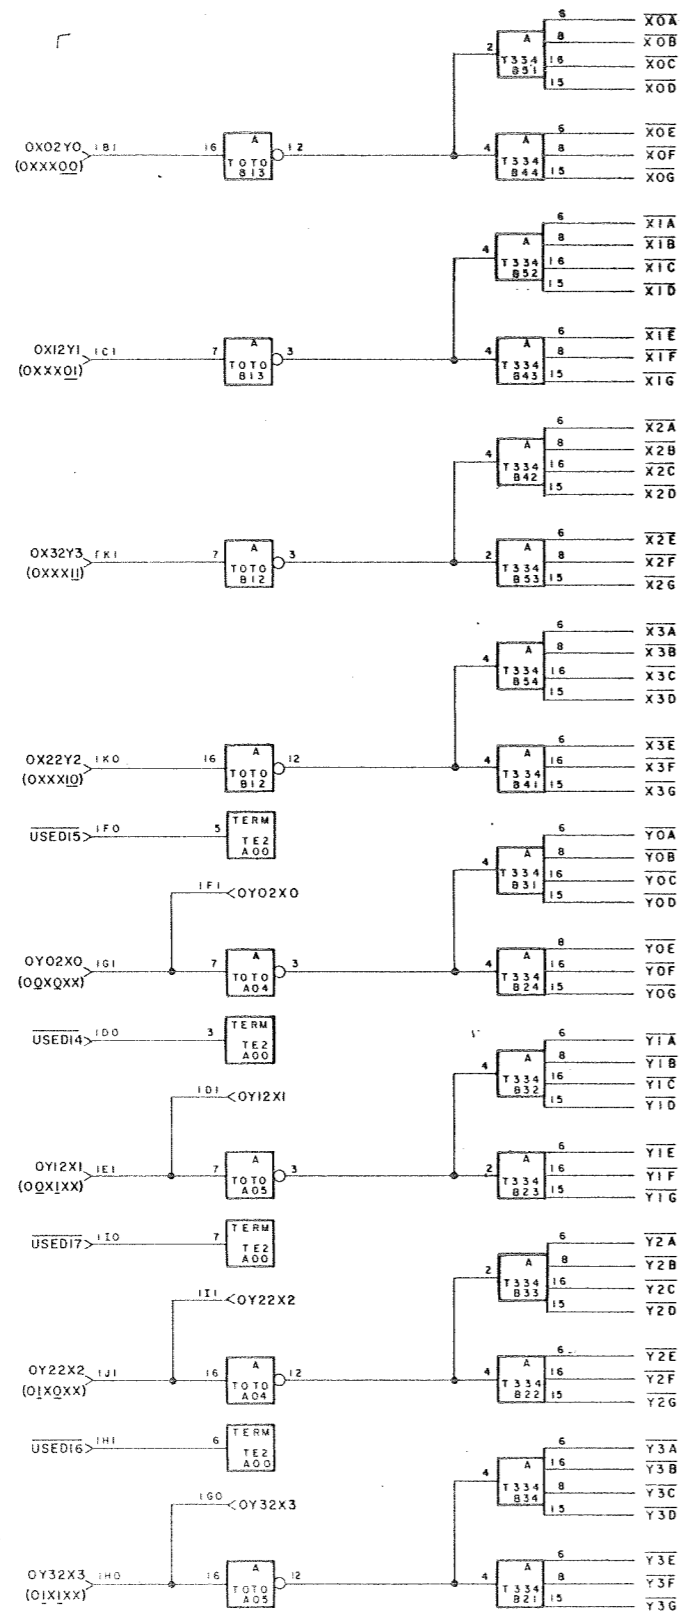 6 X0A
A
2 8 X0B
T334 16 X0C
B51
15 X0D
6 X0E
A
0X02Y0 1B1 16 A 12 4 8 X0F
(0XXX00) T0T0 T334
B13 B44 15 X0G
6 X1A
A
4 8 X1B
T334 16 X1C
B52
15 X1D
6 X1E
A
0X12Y1 1C1 7 A 3 4 8 X1F
(0XXX01) T0T0 T334
B13 B43 15 X1G
6 X2A
A
4 8 X2B
T334 16 X2C
B42
15 X2D
6 X2E
A
0X32Y3 1K1 7 A 3 2 8 X2F
(0XXX11) T0T0 T334
B12 B53 15 X2G
6 X3A
A
4 8 X3B
T334 16 X3C
B54
15 X3D
6 X3E
A
0X22Y2 1K0 16 A 12 4 16 X3F
(0XXX10) T0T0 T334
B12 B41 15 X3G
TERM
USED15 1F0 5 TE2
A00
6 Y0A
A
4 8 Y0B
T334 16 Y0C
B31
15 Y0D
1F1 0Y02X0
8 Y0E
A
0Y02X0 1G1 7 A 3 4 16 Y0F
(00X0XX) T0T0 T334
A04 B24 15 Y0G
TERM
USED14 1D0 3 TE2
A00
6 Y1A
A
4 8 Y1B
T334 16 Y1C
B32
15 Y1D
1D1 0Y12X1
6 Y1E
A
0Y12X1 1E1 7 A 3 2 16 Y1F
(00X1XX) T0T0 T334
A05 B23 15 Y1G
TERM
USED17 1I0 7 TE2
A00
6 Y2A
A
2 8 Y2B
T334 16 Y2C
B33
15 Y2D
1I1 0Y22X2
6 Y2E
A
0Y22X2 1J1 16 A 12 4 16 Y2F
(01X0XX) T0T0 T334
A04 B22 15 Y2G
TERM
USED16 1H1 6 TE2
A00
6 Y3A
A
4 16 Y3B
T334 8 Y3C
B34
15 Y3D
1G0 0Y32X3
6 Y3E
A
0Y32X3 1H0 16 A 12 4 8 Y3F
(01X1XX) T0T0 T334
A05 B21 15 Y3G